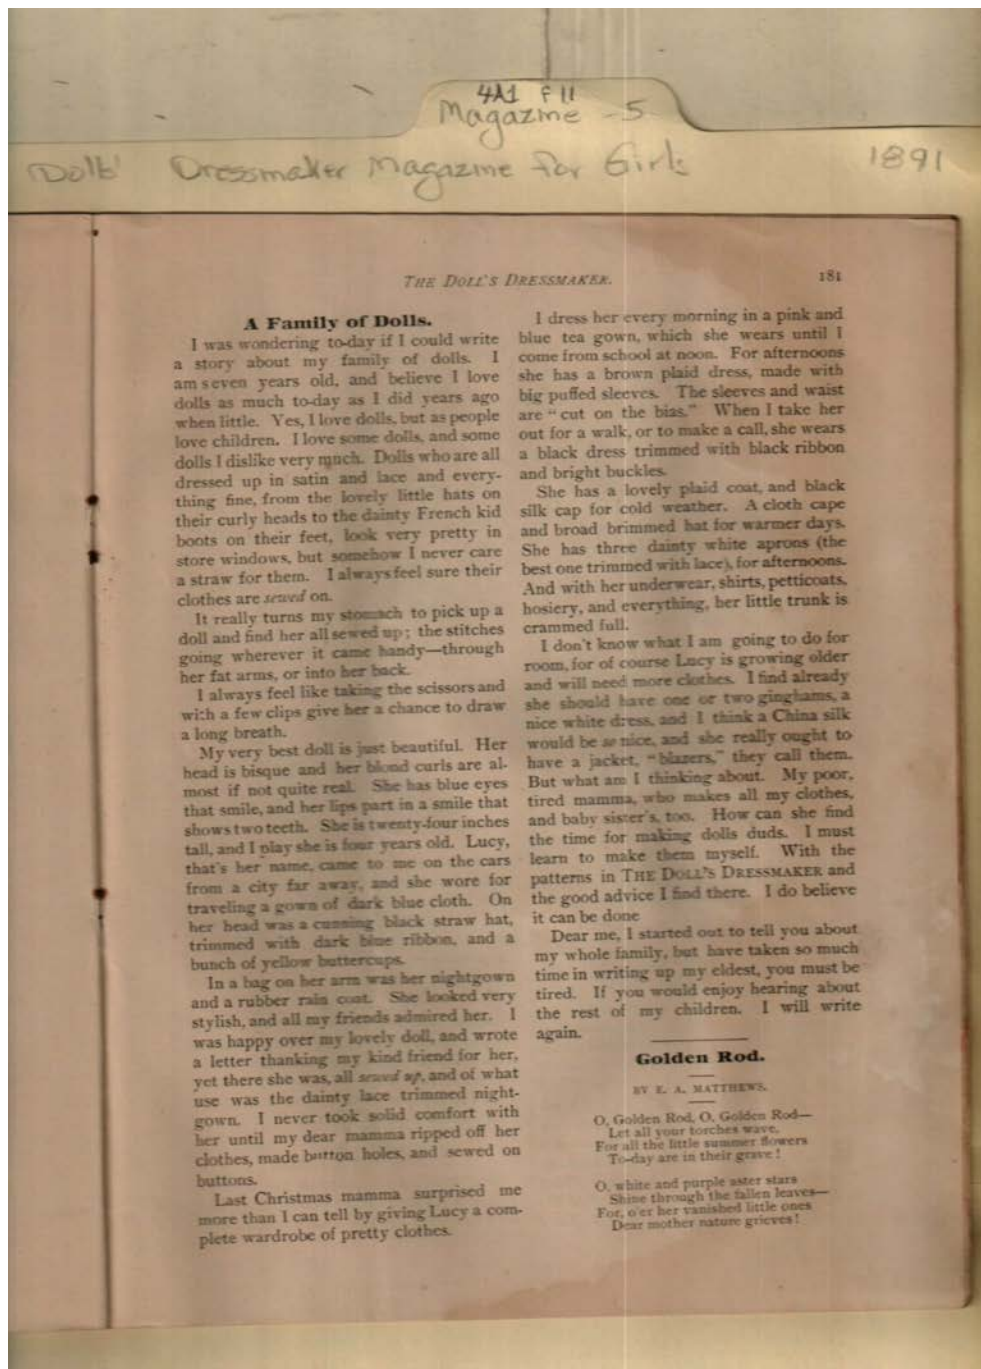 4A1 F11
Magazine - 5
Dolls' Dressmaker Magazine for Girls 1891
THE DOLL'S DRESSMAKER.
181
A Family of Dolls.
I was wondering to-day if I could write
a story about my family of dolls. I
am seven years old, and believe I love
dolls as much to-day as I did years ago
when little. Yes, I love dolls, but as people
love children. I love some dolls, and some
dolls I dislike very much. Dolls who are all
dressed up in satin and lace and every-
thing fine, from the lovely little hats on
their curly heads to the dainty French kid
boots on their feet, look very pretty in
store windows, but somehow I never care
a straw for them. I always feel sure their
clothes are sewed on.
It really turns my stomach to pick up a
doll and find her all sewed up; the stitches
going wherever it came handy—through
her fat arms, or into her back.
I always feel like taking the scissors and
with a few clips give her a chance to draw
a long breath.
My very best doll is just beautiful. Her
head is bisque and her blond curls are al-
most if not quite real. She has blue eyes
that smile, and her lips part in a smile that
shows two teeth. She is twenty-four inches
tall, and I play she is four years old. Lucy,
that's her name, came to me on the cars
from a city far away, and she wore for
traveling a gown of dark blue cloth. On
her head was a cunning black straw hat,
trimmed with dark blue ribbon, and a
bunch of yellow buttercups.
In a bag on her arm was her nightgown
and a rubber rain coat. She looked very
stylish, and all my friends admired her. I
was happy over my lovely doll, and wrote
a letter thanking my kind friend for her,
yet there she was, all sewed up, and of what
use was the dainty lace trimmed night-
gown. I never took solid comfort with
her until my dear mamma ripped off her
clothes, made button holes, and sewed on
buttons.
Last Christmas mamma surprised me
more than I can tell by giving Lucy a com-
plete wardrobe of pretty clothes.
I dress her every morning in a pink and
blue tea gown, which she wears until I
come from school at noon. For afternoons
she has a brown plaid dress, made with
big puffed sleeves. The sleeves and waist
are "cut on the bias." When I take her
out for a walk, or to make a call, she wears
a black dress trimmed with black ribbon
and bright buckles.
She has a lovely plaid coat, and black
silk cap for cold weather. A cloth cape
and broad brimmed hat for warmer days.
She has three dainty white aprons (the
best one trimmed with lace), for afternoons.
And with her underwear, shirts, petticoats,
hosiery, and everything, her little trunk is
crammed full.
I don't know what I am going to do for
room, for of course Lucy is growing older
and will need more clothes. I find already
she should have one or two ginghams, a
nice white dress, and I think a China silk
would be so nice, and she really ought to
have a jacket, "blazers," they call them.
But what am I thinking about. My poor,
tired mamma, who makes all my clothes,
and baby sister's, too. How can she find
the time for making dolls duds. I must
learn to make them myself. With the
patterns in THE DOLL'S DRESSMAKER and
the good advice I find there. I do believe
it can be done
Dear me, I started out to tell you about
my whole family, but have taken so much
time in writing up my eldest, you must be
tired. If you would enjoy hearing about
the rest of my children. I will write
again.
Golden Rod.
BY E. A. MATTHEWS.
O, Golden Rod, O, Golden Rod—
Let all your torches wave,
For all the little summer flowers
To-day are in their grave!
O, white and purple aster stars
Shine through the fallen leaves—
For, o'er her vanished little ones
Dear mother nature grieves!